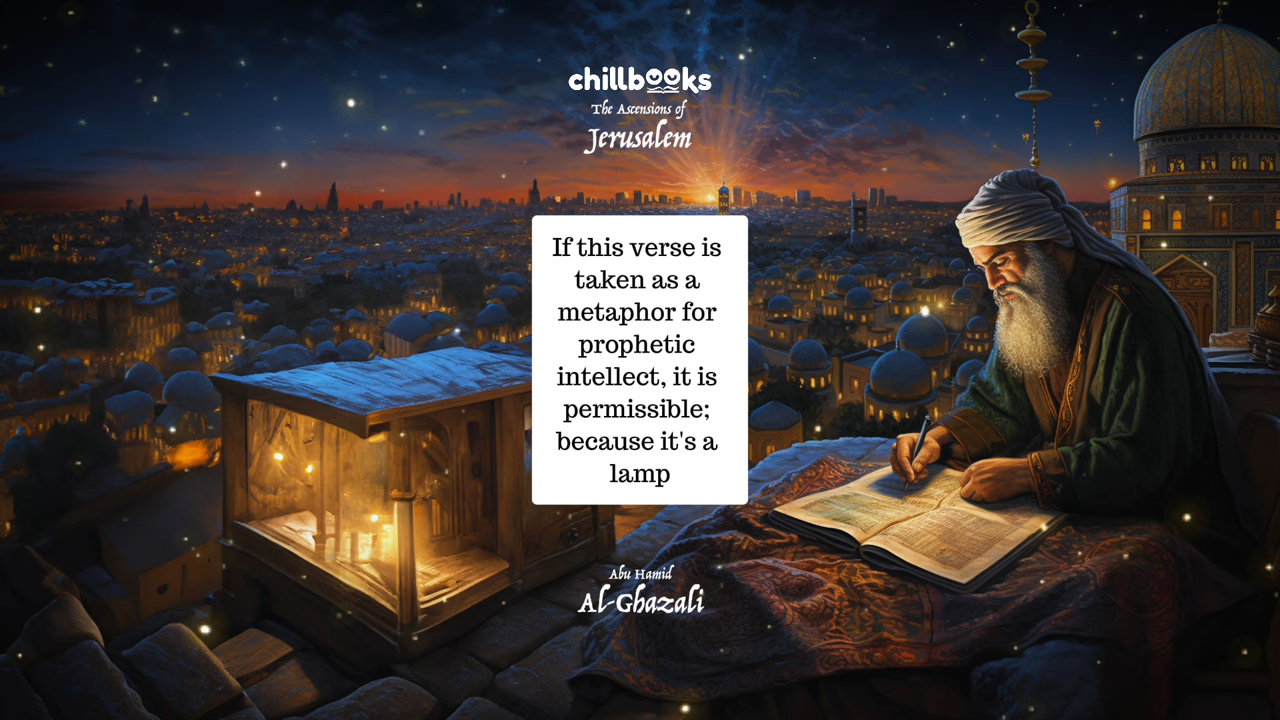 chillbooks
The Ascensions of
Jerusalem
If this verse is
taken as a
metaphor for
prophetic
intellect, it is
permissible;
because it's a
lamp
Abu Hamid
Al-Ghazali